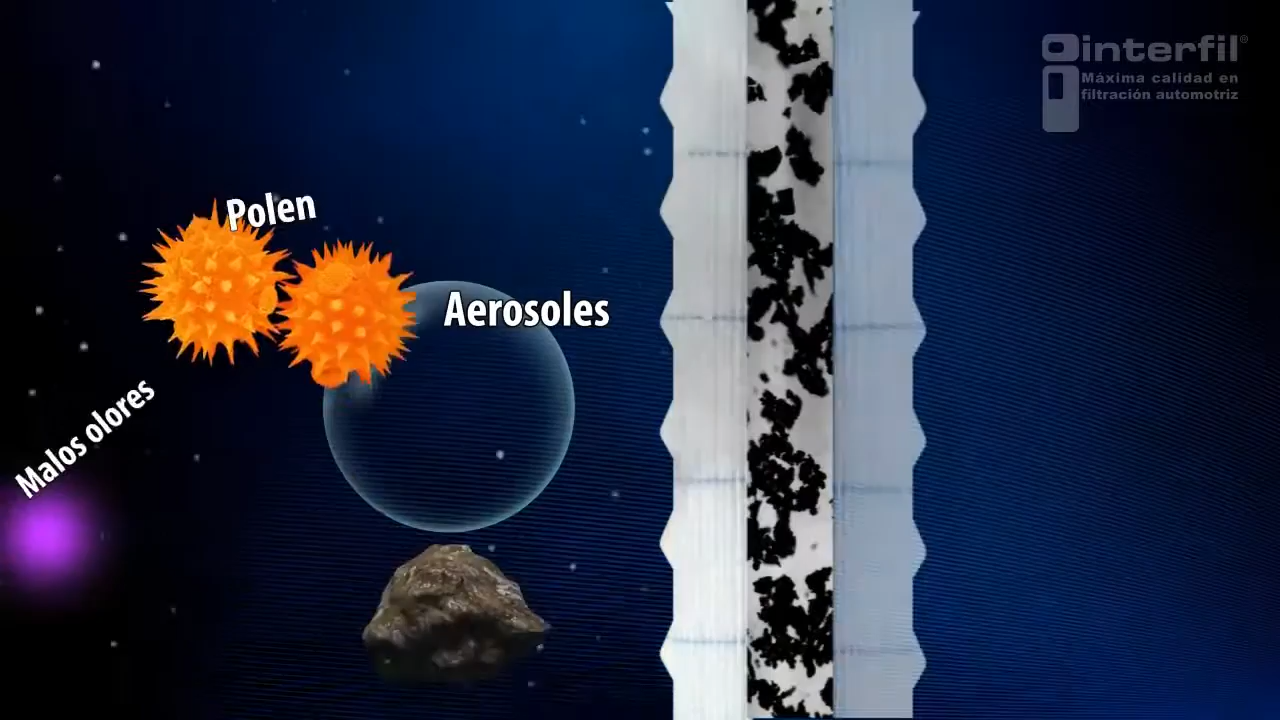 interfil®
Máxima calidad en
filtración automotriz
Polen
Aerosoles
Malos olores